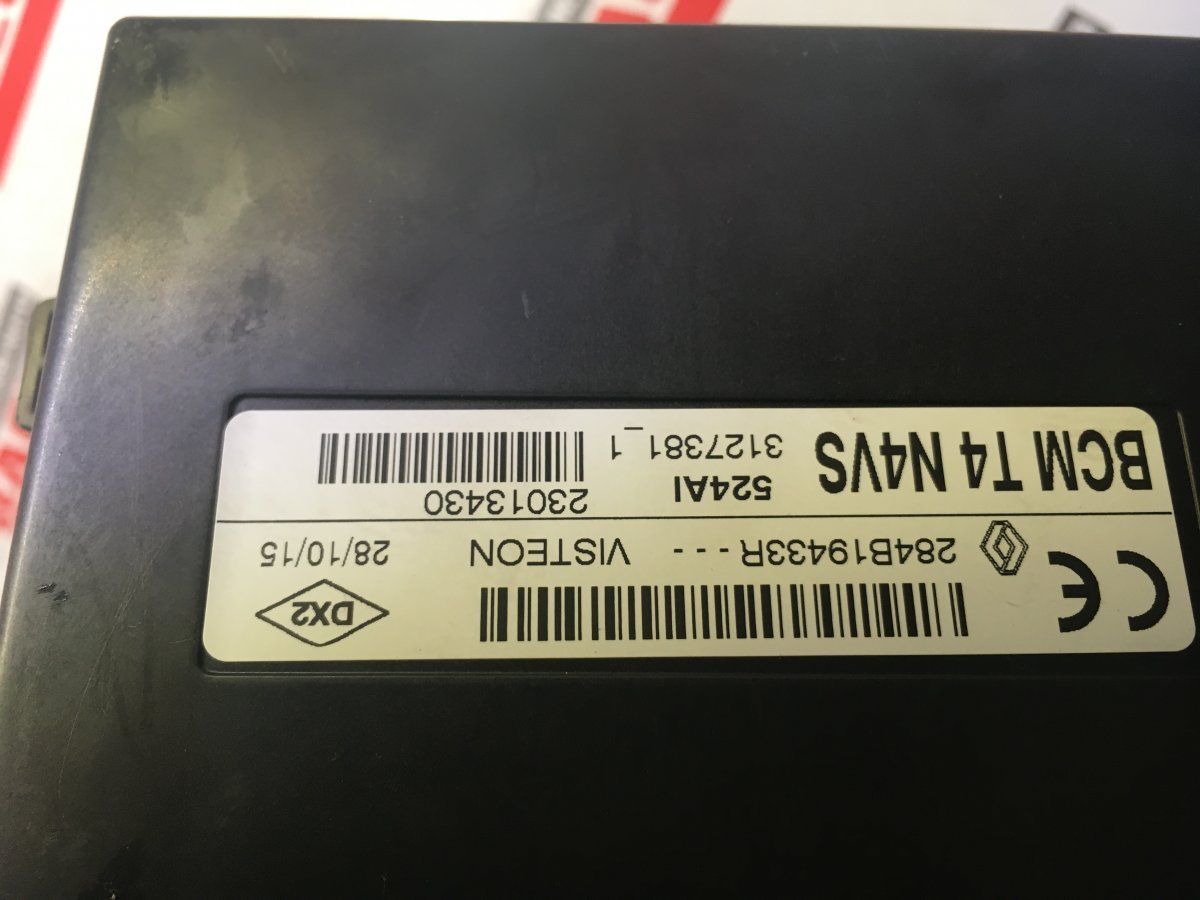 CE 284B19433R - - - VISTEON 28/10/15
DX2
BCM T4 N4VS 524AI 23013430
3127381_1